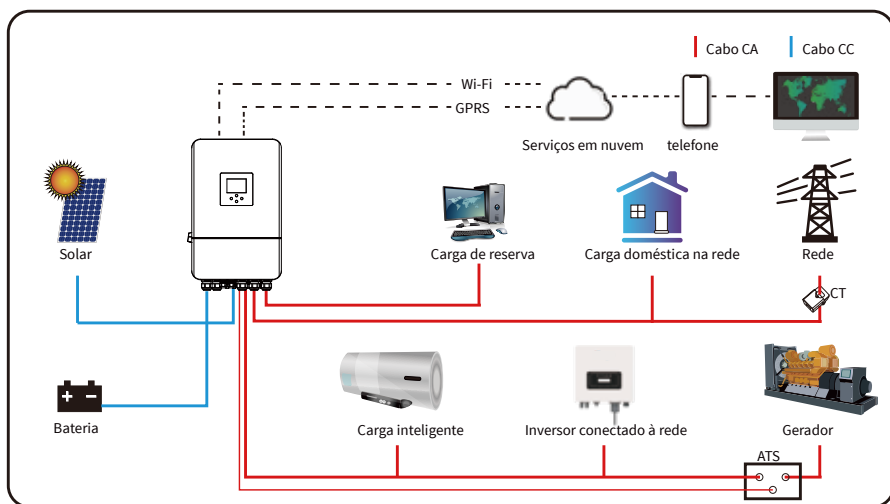 Cabo CA
Cabo CC
Wi-Fi
GPRS
Serviços em nuvem
telefone
Solar
Carga de reserva
Carga doméstica na rede
Rede
CT
Bateria
Carga inteligente
Inversor conectado à rede
Gerador
ATS